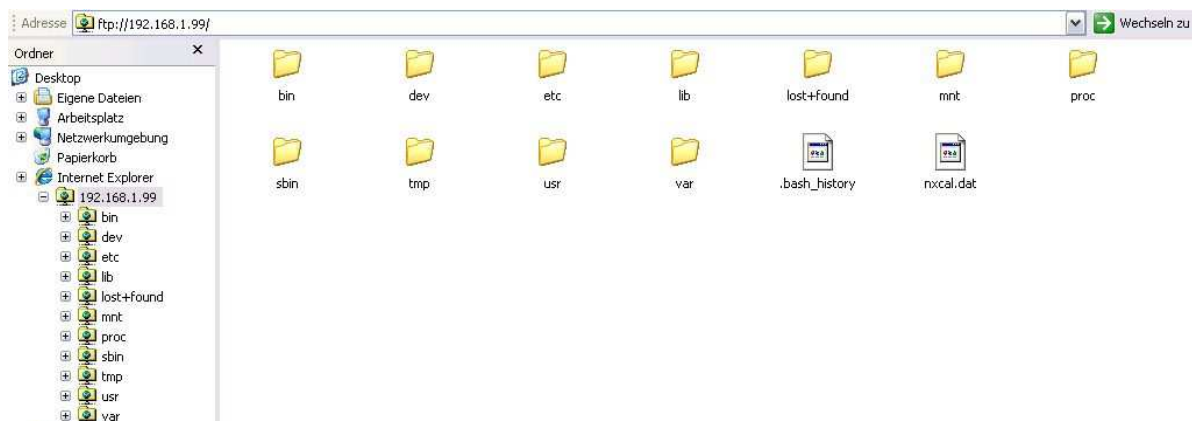 Adresse ftp://192.168.1.99/ Wechseln zu
Ordner
Desktop
Eigene Dateien
Arbeitsplatz
Netzwerkumgebung
Papierkorb
Internet Explorer
192.168.1.99
bin
dev
etc
lib
lost+found
mnt
proc
sbin
tmp
usr
var
bin dev etc lib lost+found mnt proc
sbin tmp usr var .bash_history nxcal.dat